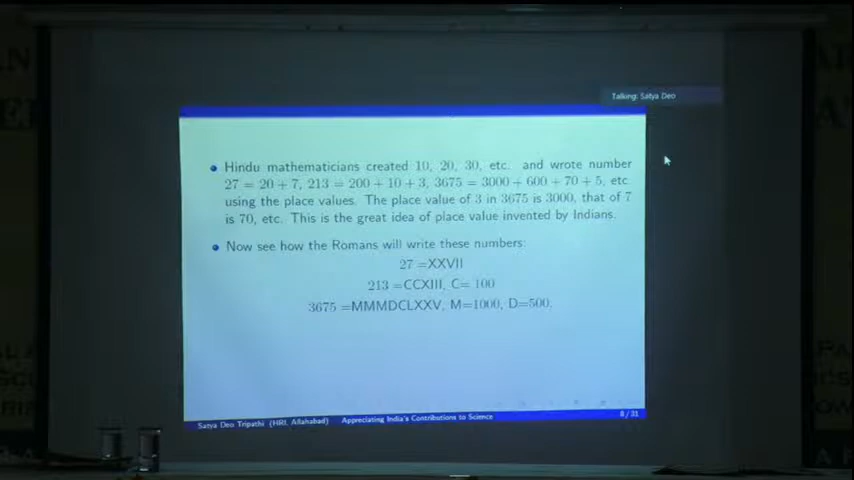 Talking: Satya Deo
Hindu mathematicians created 10, 20, 30, etc. and wrote number
27 = 20 + 7, 213 = 200 + 10 + 3, 3675 = 3000 + 600 + 70 + 5, etc.
using the place values. The place value of 3 in 3675 is 3000, that of 7
is 70, etc. This is the great idea of place value invented by Indians.
Now see how the Romans will write these numbers:
27 =XXVII
213 =CCXIII, C= 100
3675 =MMMDCLXXV, M=1000, D=500.
Satya Deo Tripathi (HRI, Allahabad) Appreciating India's Contributions to Science 8 / 31